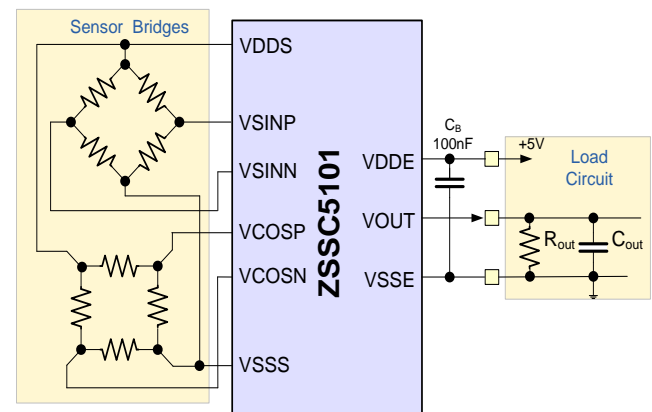 Sensor Bridges
VDDS
VSINP
VSINN
VCOSP
VCOSN
VSSS
ZSSC5101
VDDE
VOUT
VSSE
CB
100nF
+5V
Load
Circuit
Rout
Cout